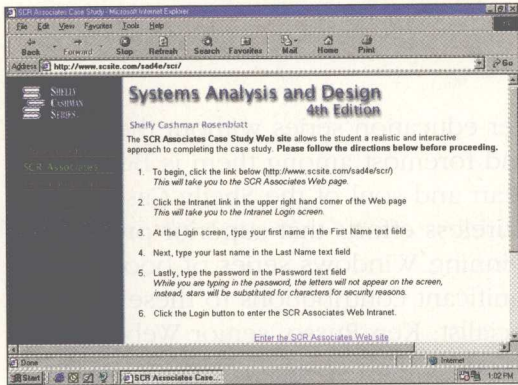 SCR Associates Case Study - Microsoft Internet Explorer
File Edit View Favorites Tools Help
Back Forward Stop Refresh Search Favorites Mail Home Print
Address http://www.scsite.com/sad4e/scr/ Go
SHELLY
CASHMAN
SERIES
SCR Associates
Systems Analysis and Design
4th Edition
Shelly Cashman Rosenblatt
The SCR Associates Case Study Web site allows the student a realistic and interactive
approach to completing the case study. Please follow the directions below before proceeding.
1. To begin, click the link below (http://www.scsite.com/sad4e/scr/)
This will take you to the SCR Associates Web page.
2. Click the Intranet link in the upper right hand corner of the Web page
This will take you to the Intranet Login screen.
3. At the Login screen, type your first name in the First Name text field
4. Next, type your last name in the Last Name text field
5. Lastly, type the password in the Password text field
While you are typing in the password, the letters will not appear on the screen,
instead, stars will be substituted for characters for security reasons.
6. Click the Login button to enter the SCR Associates Web Intranet.
Enter the SCR Associates Web site
Done Internet
Start SCR Associates Case... 1:02 PM